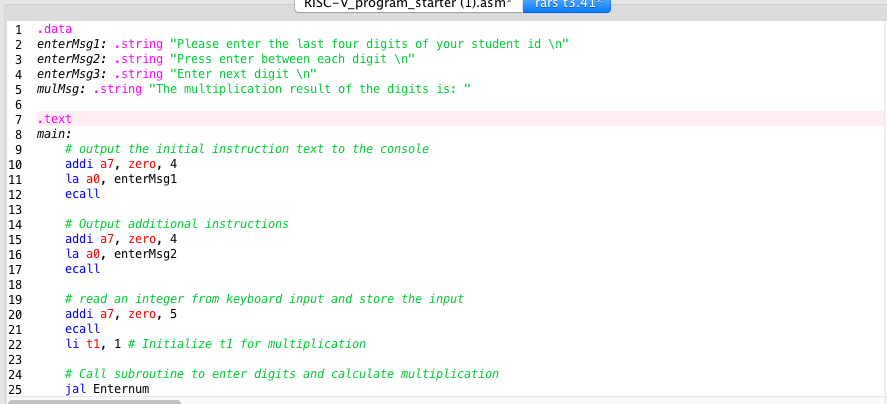 RISC-V_program_starter (1).asm* rars t3.41*
1 .data
2 enterMsg1: .string "Please enter the last four digits of your student id \n"
3 enterMsg2: .string "Press enter between each digit \n"
4 enterMsg3: .string "Enter next digit \n"
5 mulMsg: .string "The multiplication result of the digits is: "
6
7 .text
8 main:
9 # output the initial instruction text to the console
10 addi a7, zero, 4
11 la a0, enterMsg1
12 ecall
13
14 # Output additional instructions
15 addi a7, zero, 4
16 la a0, enterMsg2
17 ecall
18
19 # read an integer from keyboard input and store the input
20 addi a7, zero, 5
21 ecall
22 li t1, 1 # Initialize t1 for multiplication
23
24 # Call subroutine to enter digits and calculate multiplication
25 jal Enternum